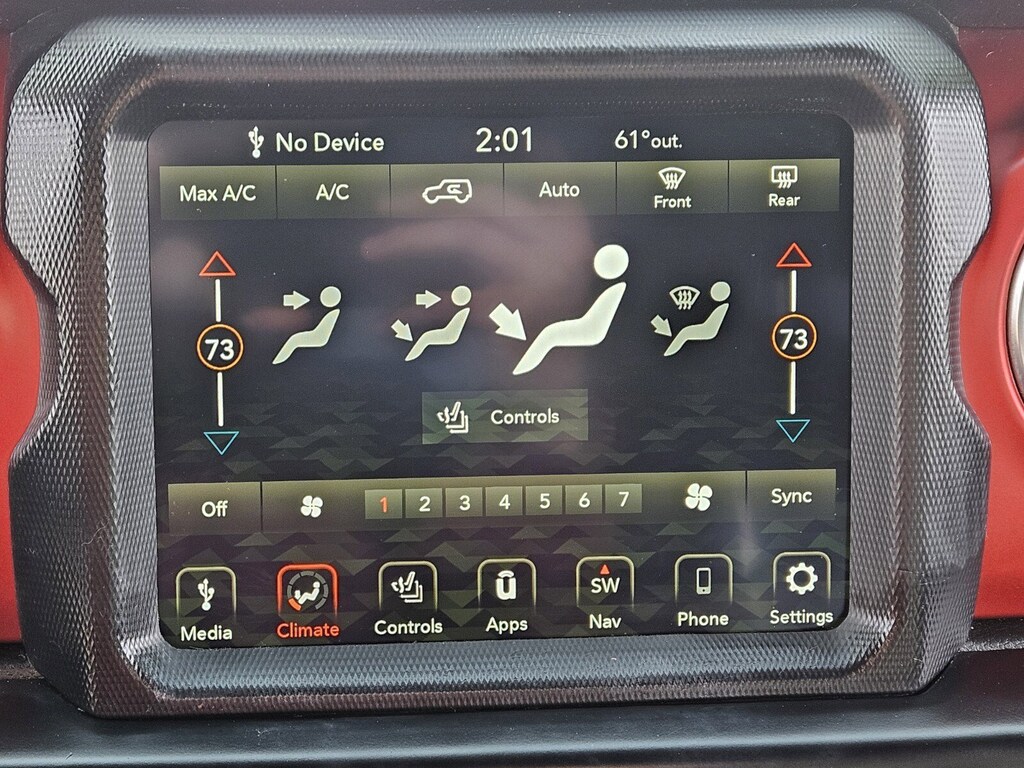 No Device 2:01 61°out.
Max A/C A/C Auto Front Rear
73 73
Controls
Off 1 2 3 4 5 6 7 Sync
SW
Media Climate Controls Apps Nav Phone Settings